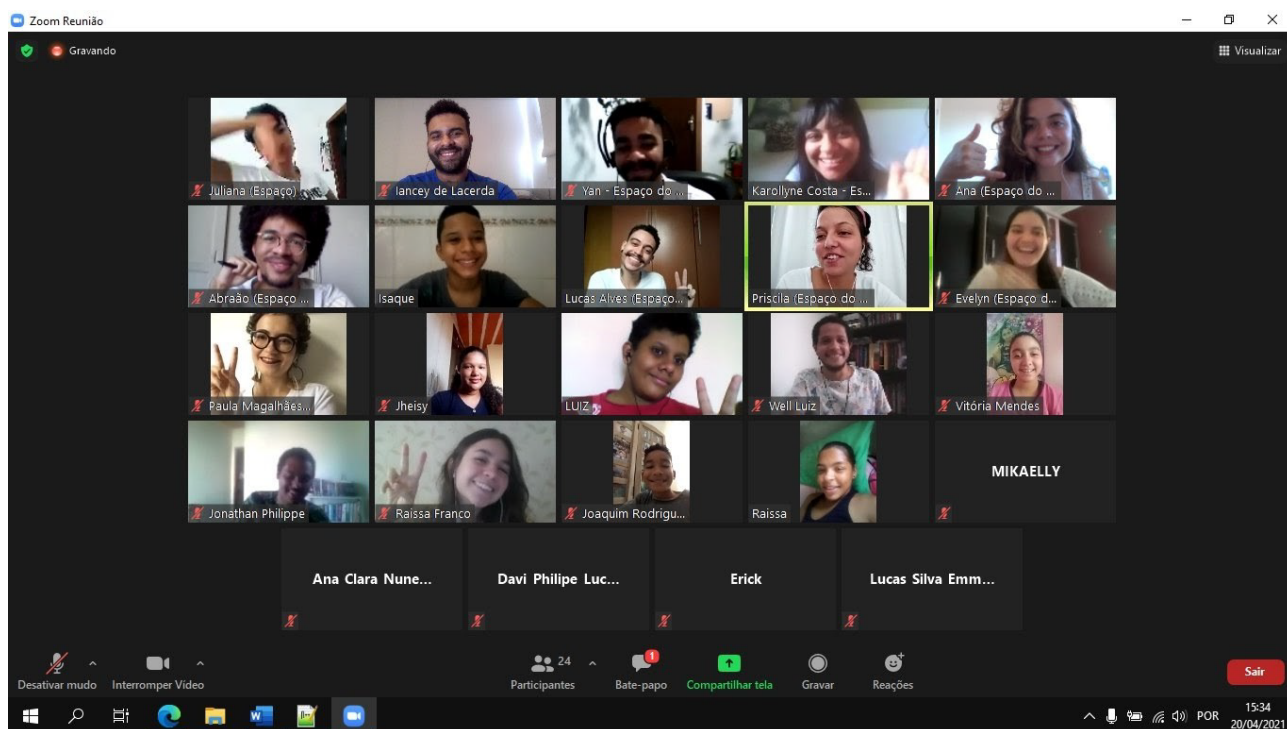 Zoom Reunião
Gravando
Visualizar
Juliana (Espaço)
Iancey de Lacerda
Yan - Espaço do ...
Karollyne Costa - Es...
Ana (Espaço do ...
Abraão (Espaço ...
Isaque
Lucas Alves (Espaço...
Priscila (Espaço do ...
Evelyn (Espaço d...
Paula Magalhães...
Jheisy
LUIZ
Well Luiz
Vitória Mendes
Jonathan Philippe
Raissa Franco
Joaquim Rodrigu...
Raissa
MIKAELLY
Ana Clara Nune...
Davi Philipe Luc...
Erick
Lucas Silva Emm...
Desativar mudo
Interromper Vídeo
24
Participantes
1
Bate-papo
Compartilhar tela
Gravar
Reações
Sair
POR
15:34
20/04/2021